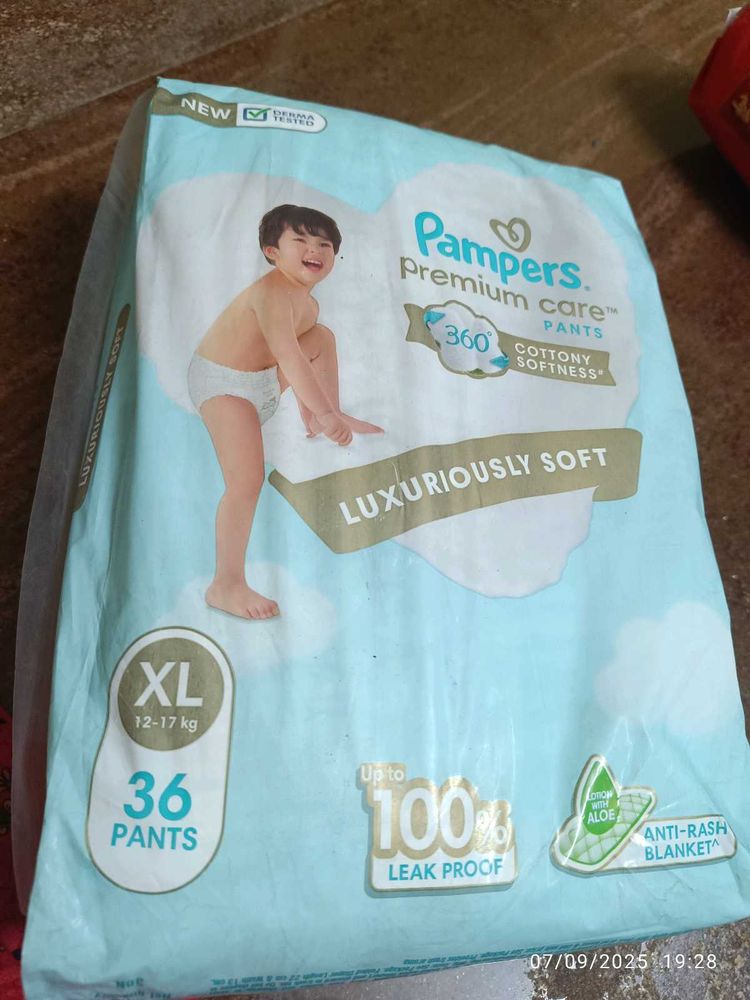 NEW
DERMA
TESTED
Pampers®
premium care™
PANTS
360°
COTTONY
SOFTNESS#
LUXURIOUSLY SOFT
LUXURIOUSLY SOFT
XL
12-17 kg
36
PANTS
Up to
100%
LEAK PROOF
LOTION
WITH
ALOE
ANTI-RASH
BLANKET^
07/09/2025 19:28